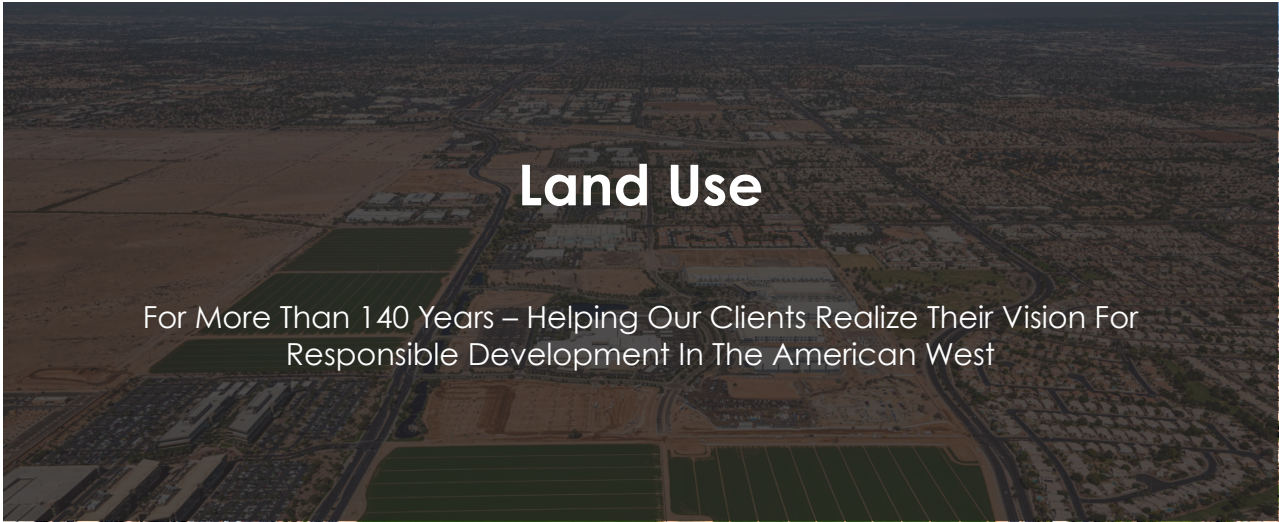 Land Use
For More Than 140 Years – Helping Our Clients Realize Their Vision For
Responsible Development In The American West